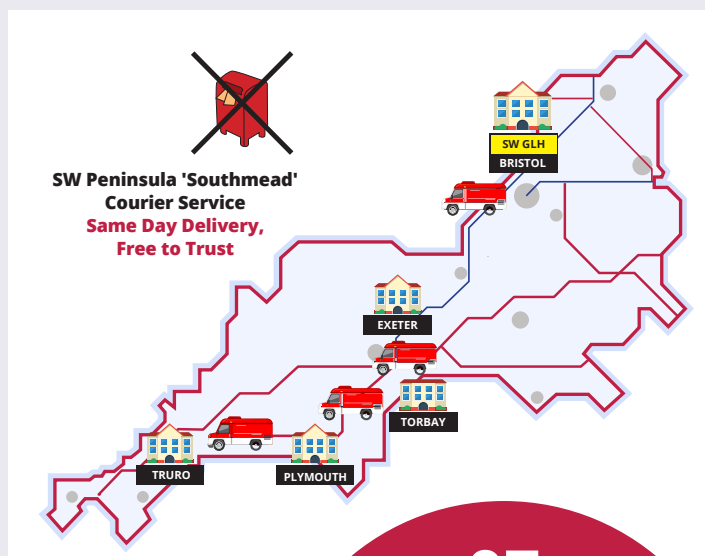 SW Peninsula 'Southmead'
Courier Service
Same Day Delivery,
Free to Trust
SW GLH
BRISTOL
EXETER
TORBAY
TRURO
PLYMOUTH